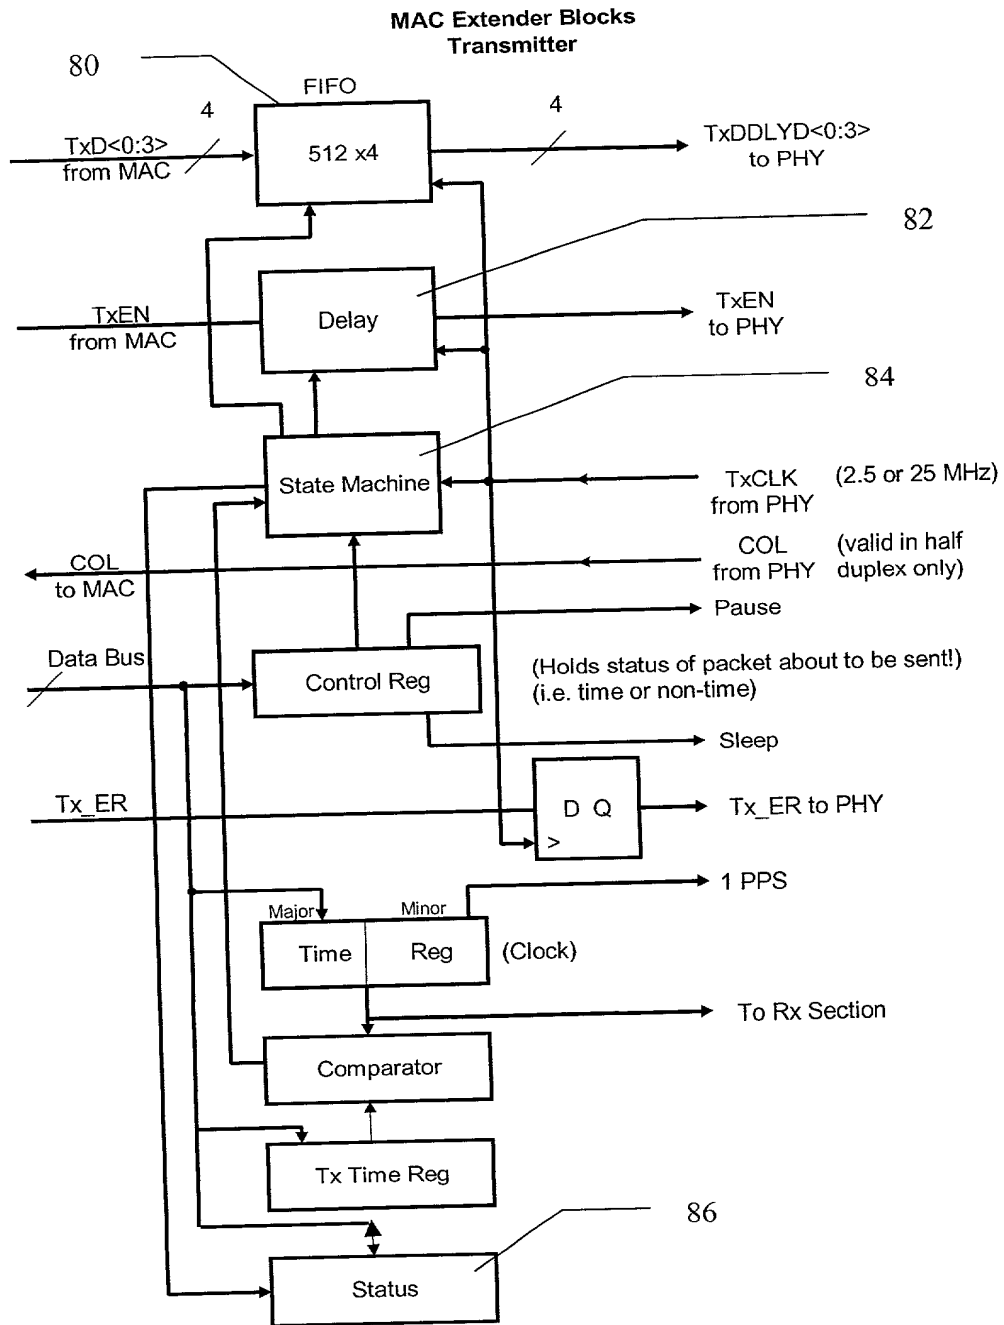 MAC Extender Blocks
Transmitter
80
FIFO
4
4
TxD<0:3>
from MAC
512 x4
TxDDLYD<0:3>
to PHY
82
TxEN
from MAC
Delay
TxEN
to PHY
84
State Machine
TxCLK
from PHY
(2.5 or 25 MHz)
COL
to MAC
COL
from PHY
(valid in half
duplex only)
Pause
Data Bus
Control Reg
(Holds status of packet about to be sent!)
(i.e. time or non-time)
Sleep
Tx_ER
D Q
>
Tx_ER to PHY
1 PPS
Major
Minor
Time
Reg
(Clock)
To Rx Section
Comparator
Tx Time Reg
86
Status